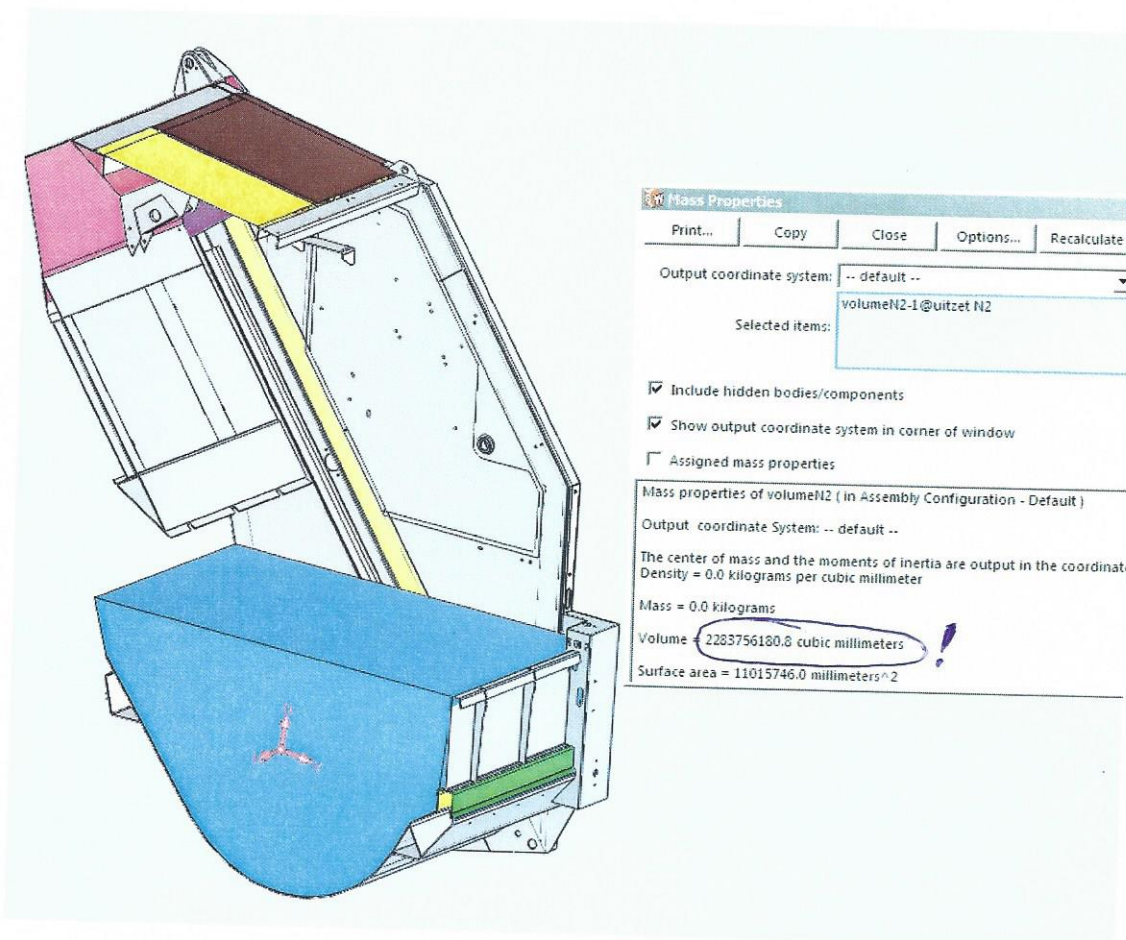 Mass Properties
Print...
Copy
Close
Options...
Recalculate
Output coordinate system:
-- default --
Selected items:
volumeN2-1@uitzet N2
Include hidden bodies/components
Show output coordinate system in corner of window
Assigned mass properties
Mass properties of volumeN2 ( in Assembly Configuration - Default )
Output coordinate System: -- default --
The center of mass and the moments of inertia are output in the coordinate
Density = 0.0 kilograms per cubic millimeter
Mass = 0.0 kilograms
Volume = 2283756180.8 cubic millimeters
!
Surface area = 11015746.0 millimeters^2